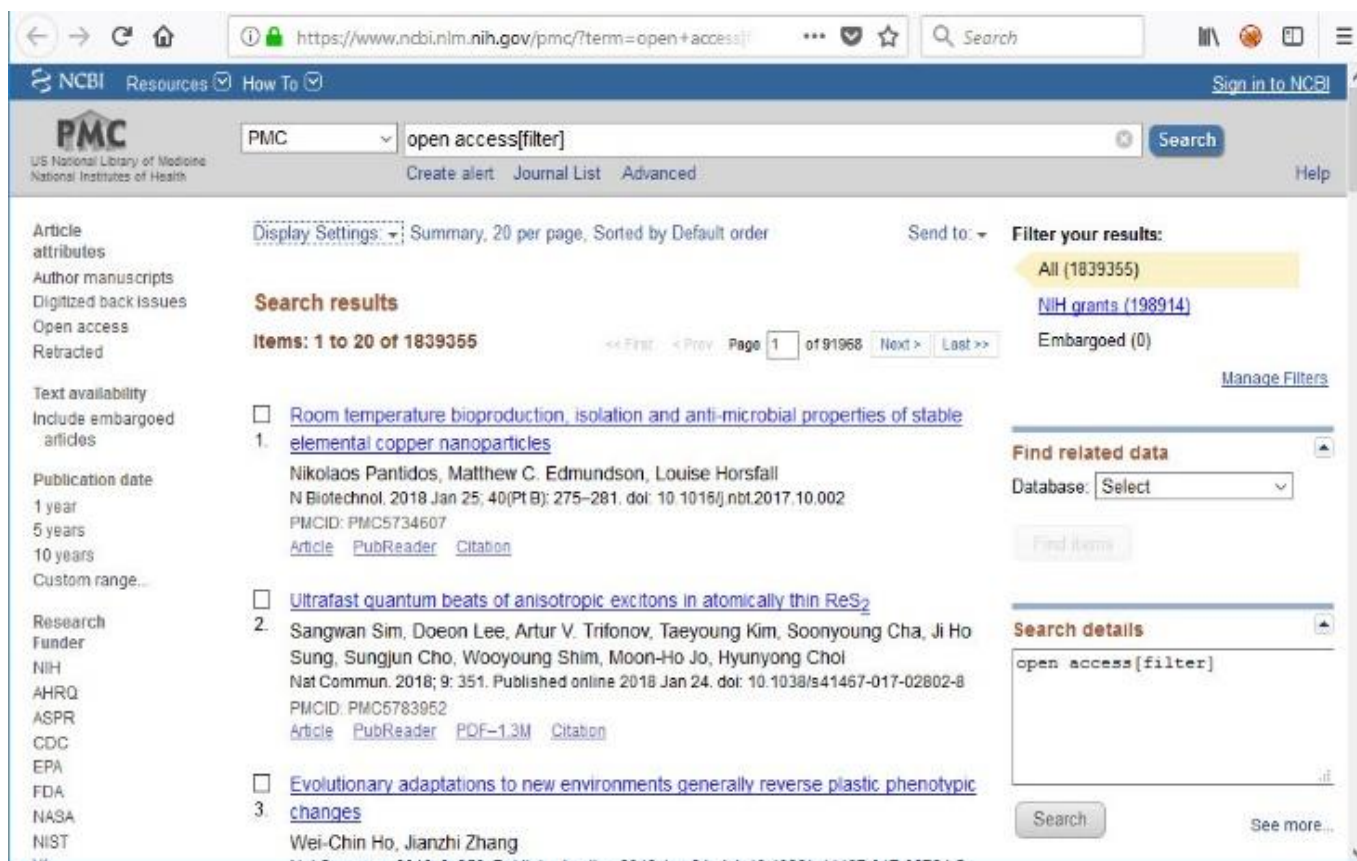 https://www.ncbi.nlm.nih.gov/pmc/?term=open+access[f
Search
NCBI Resources How To Sign in to NCBI
PMC
US National Library of Medicine
National Institutes of Health
PMC
open access[filter]
Search
Create alert Journal List Advanced
Help
Article
attributes
Author manuscripts
Digitized back issues
Open access
Retracted
Text availability
Include embargoed
articles
Publication date
1 year
5 years
10 years
Custom range...
Research
Funder
NIH
AHRQ
ASPR
CDC
EPA
FDA
NASA
NIST
Display Settings: Summary, 20 per page, Sorted by Default order Send to:
Search results
Items: 1 to 20 of 1839355
<< First < Prev Page 1 of 91968 Next > Last >>
Room temperature bioproduction, isolation and anti-microbial properties of stable
1. elemental copper nanoparticles
Nikolaos Pantidos, Matthew C. Edmundson, Louise Horsfall
N Biotechnol. 2018 Jan 25; 40(Pt B): 275–281. doi: 10.1016/j.nbt.2017.10.002
PMCID: PMC5734607
Article PubReader Citation
Ultrafast quantum beats of anisotropic excitons in atomically thin ReS2
2. Sangwan Sim, Doeon Lee, Artur V. Trifonov, Taeyoung Kim, Soonyoung Cha, Ji Ho
Sung, Sungjun Cho, Wooyoung Shim, Moon-Ho Jo, Hyunyong Choi
Nat Commun. 2018; 9: 351. Published online 2018 Jan 24. doi: 10.1038/s41467-017-02802-8
PMCID: PMC5783952
Article PubReader PDF–1.3M Citation
Evolutionary adaptations to new environments generally reverse plastic phenotypic
3. changes
Wei-Chin Ho, Jianzhi Zhang
Filter your results:
All (1839355)
NIH grants (198914)
Embargoed (0)
Manage Filters
Find related data
Database: Select
Find items
Search details
open access[filter]
Search
See more...